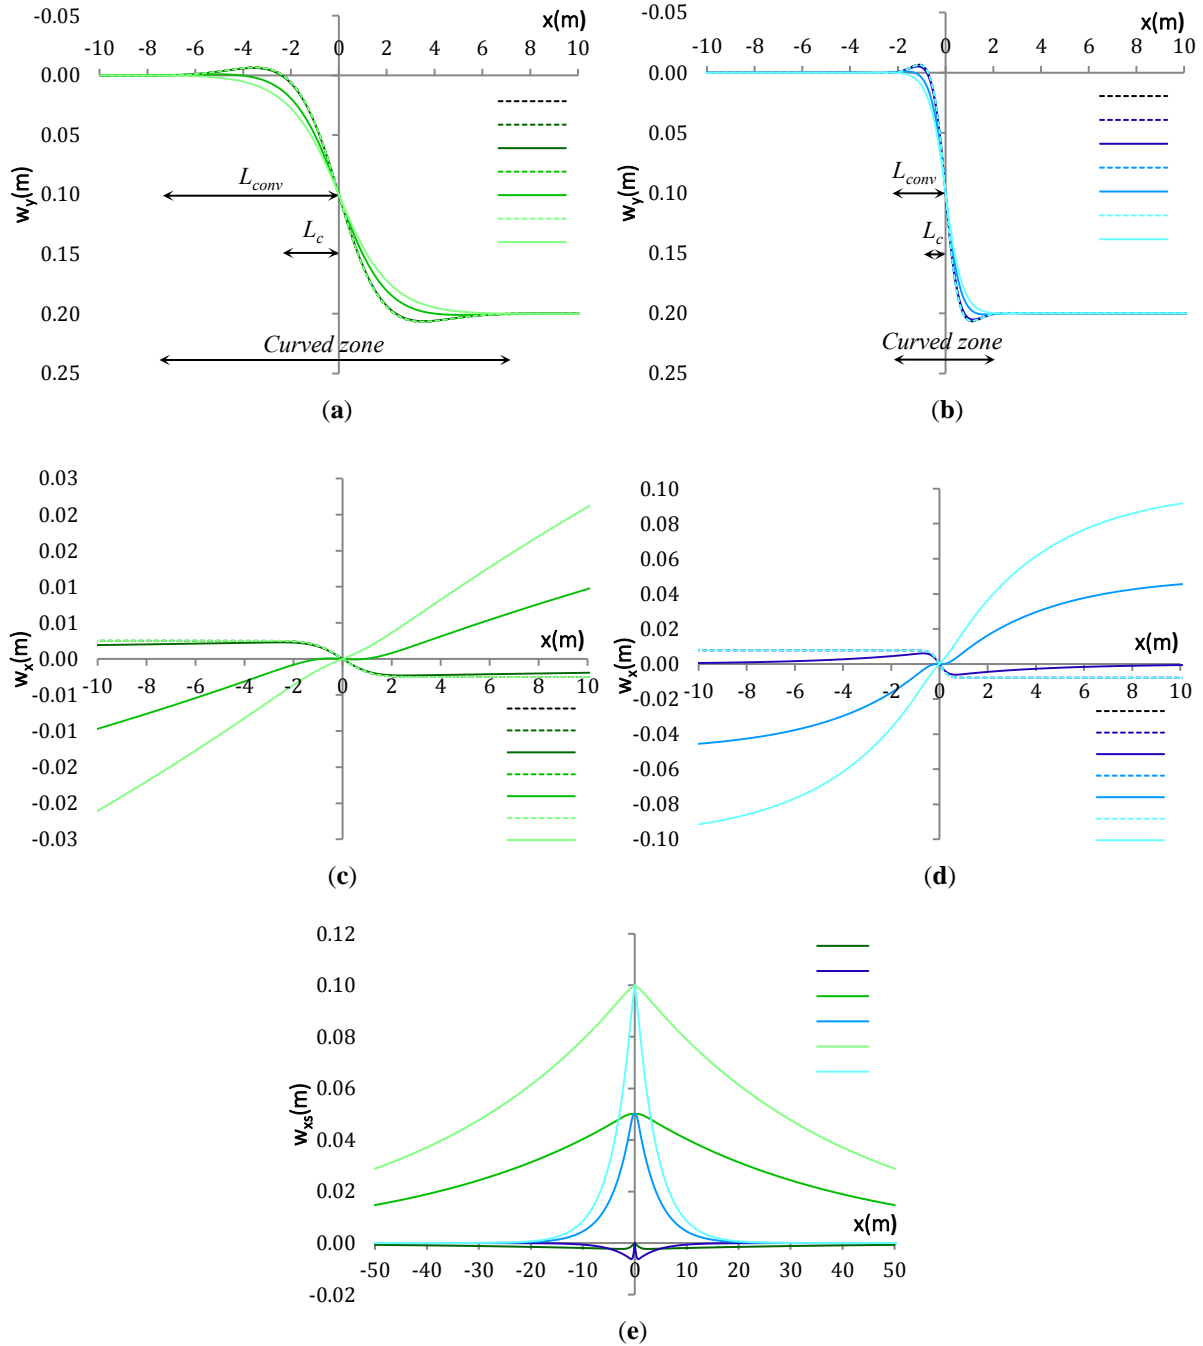 -0.05
x(m)
-10 -8 -6 -4 -2 0 2 4 6 8 10
0.00
0.05
0.10
0.15
0.20
0.25
w_y(m)
L_conv
L_c
Curved zone
(a)
-0.05
x(m)
-10 -8 -6 -4 -2 0 2 4 6 8 10
0.00
0.05
0.10
0.15
0.20
0.25
w_y(m)
L_conv
L_c
Curved zone
(b)
0.03
0.02
0.02
0.01
0.01
0.00
-0.01
-0.01
-0.02
-0.02
-0.03
w_x(m)
x(m)
-10 -8 -6 -4 -2 0 2 4 6 8 10
(c)
0.10
0.08
0.06
0.04
0.02
0.00
-0.02
-0.04
-0.06
-0.08
-0.10
w_x(m)
x(m)
-10 -8 -6 -4 -2 0 2 4 6 8 10
(d)
0.12
0.10
0.08
0.06
0.04
0.02
0.00
-0.02
w_xs(m)
x(m)
-50 -40 -30 -20 -10 0 10 20 30 40 50
(e)